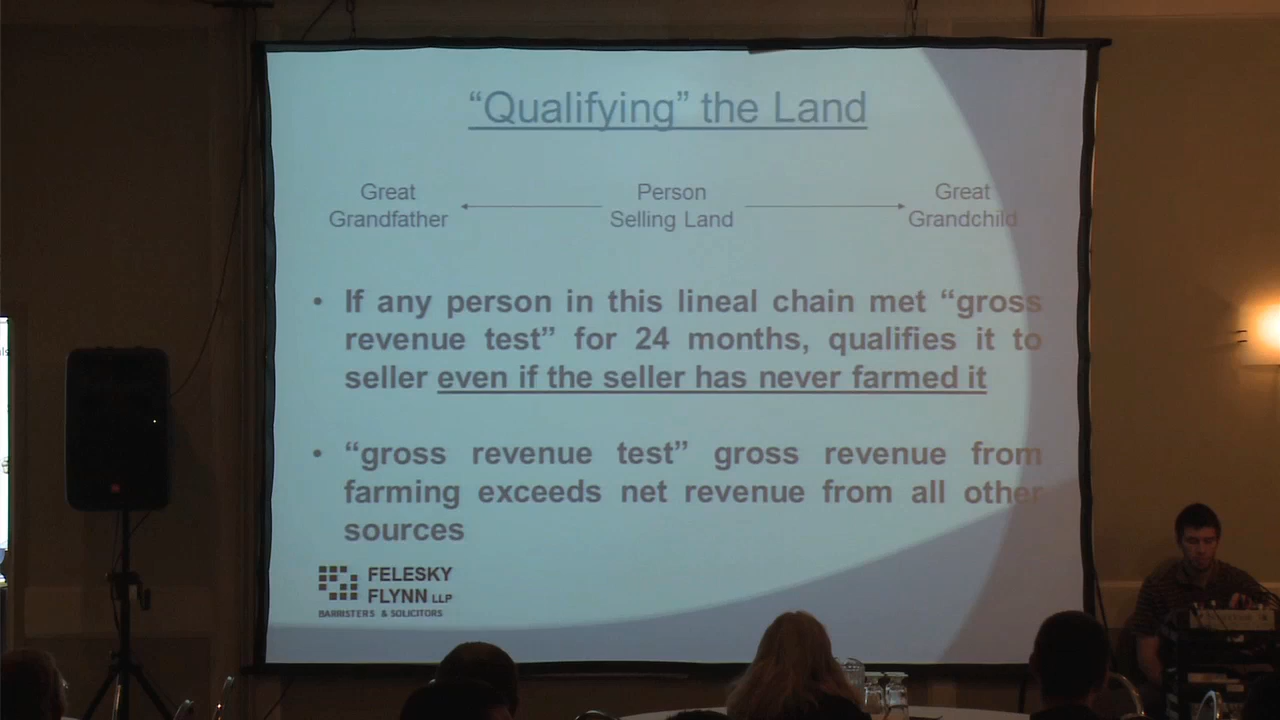 "Qualifying" the Land
Great
Grandfather
Person
Selling Land
Great
Grandchild
• If any person in this lineal chain met "gross
revenue test" for 24 months, qualifies it to
seller even if the seller has never farmed it
• "gross revenue test" gross revenue from
farming exceeds net revenue from all other
sources
FELESKY
FLYNN LLP
BARRISTERS & SOLICITORS